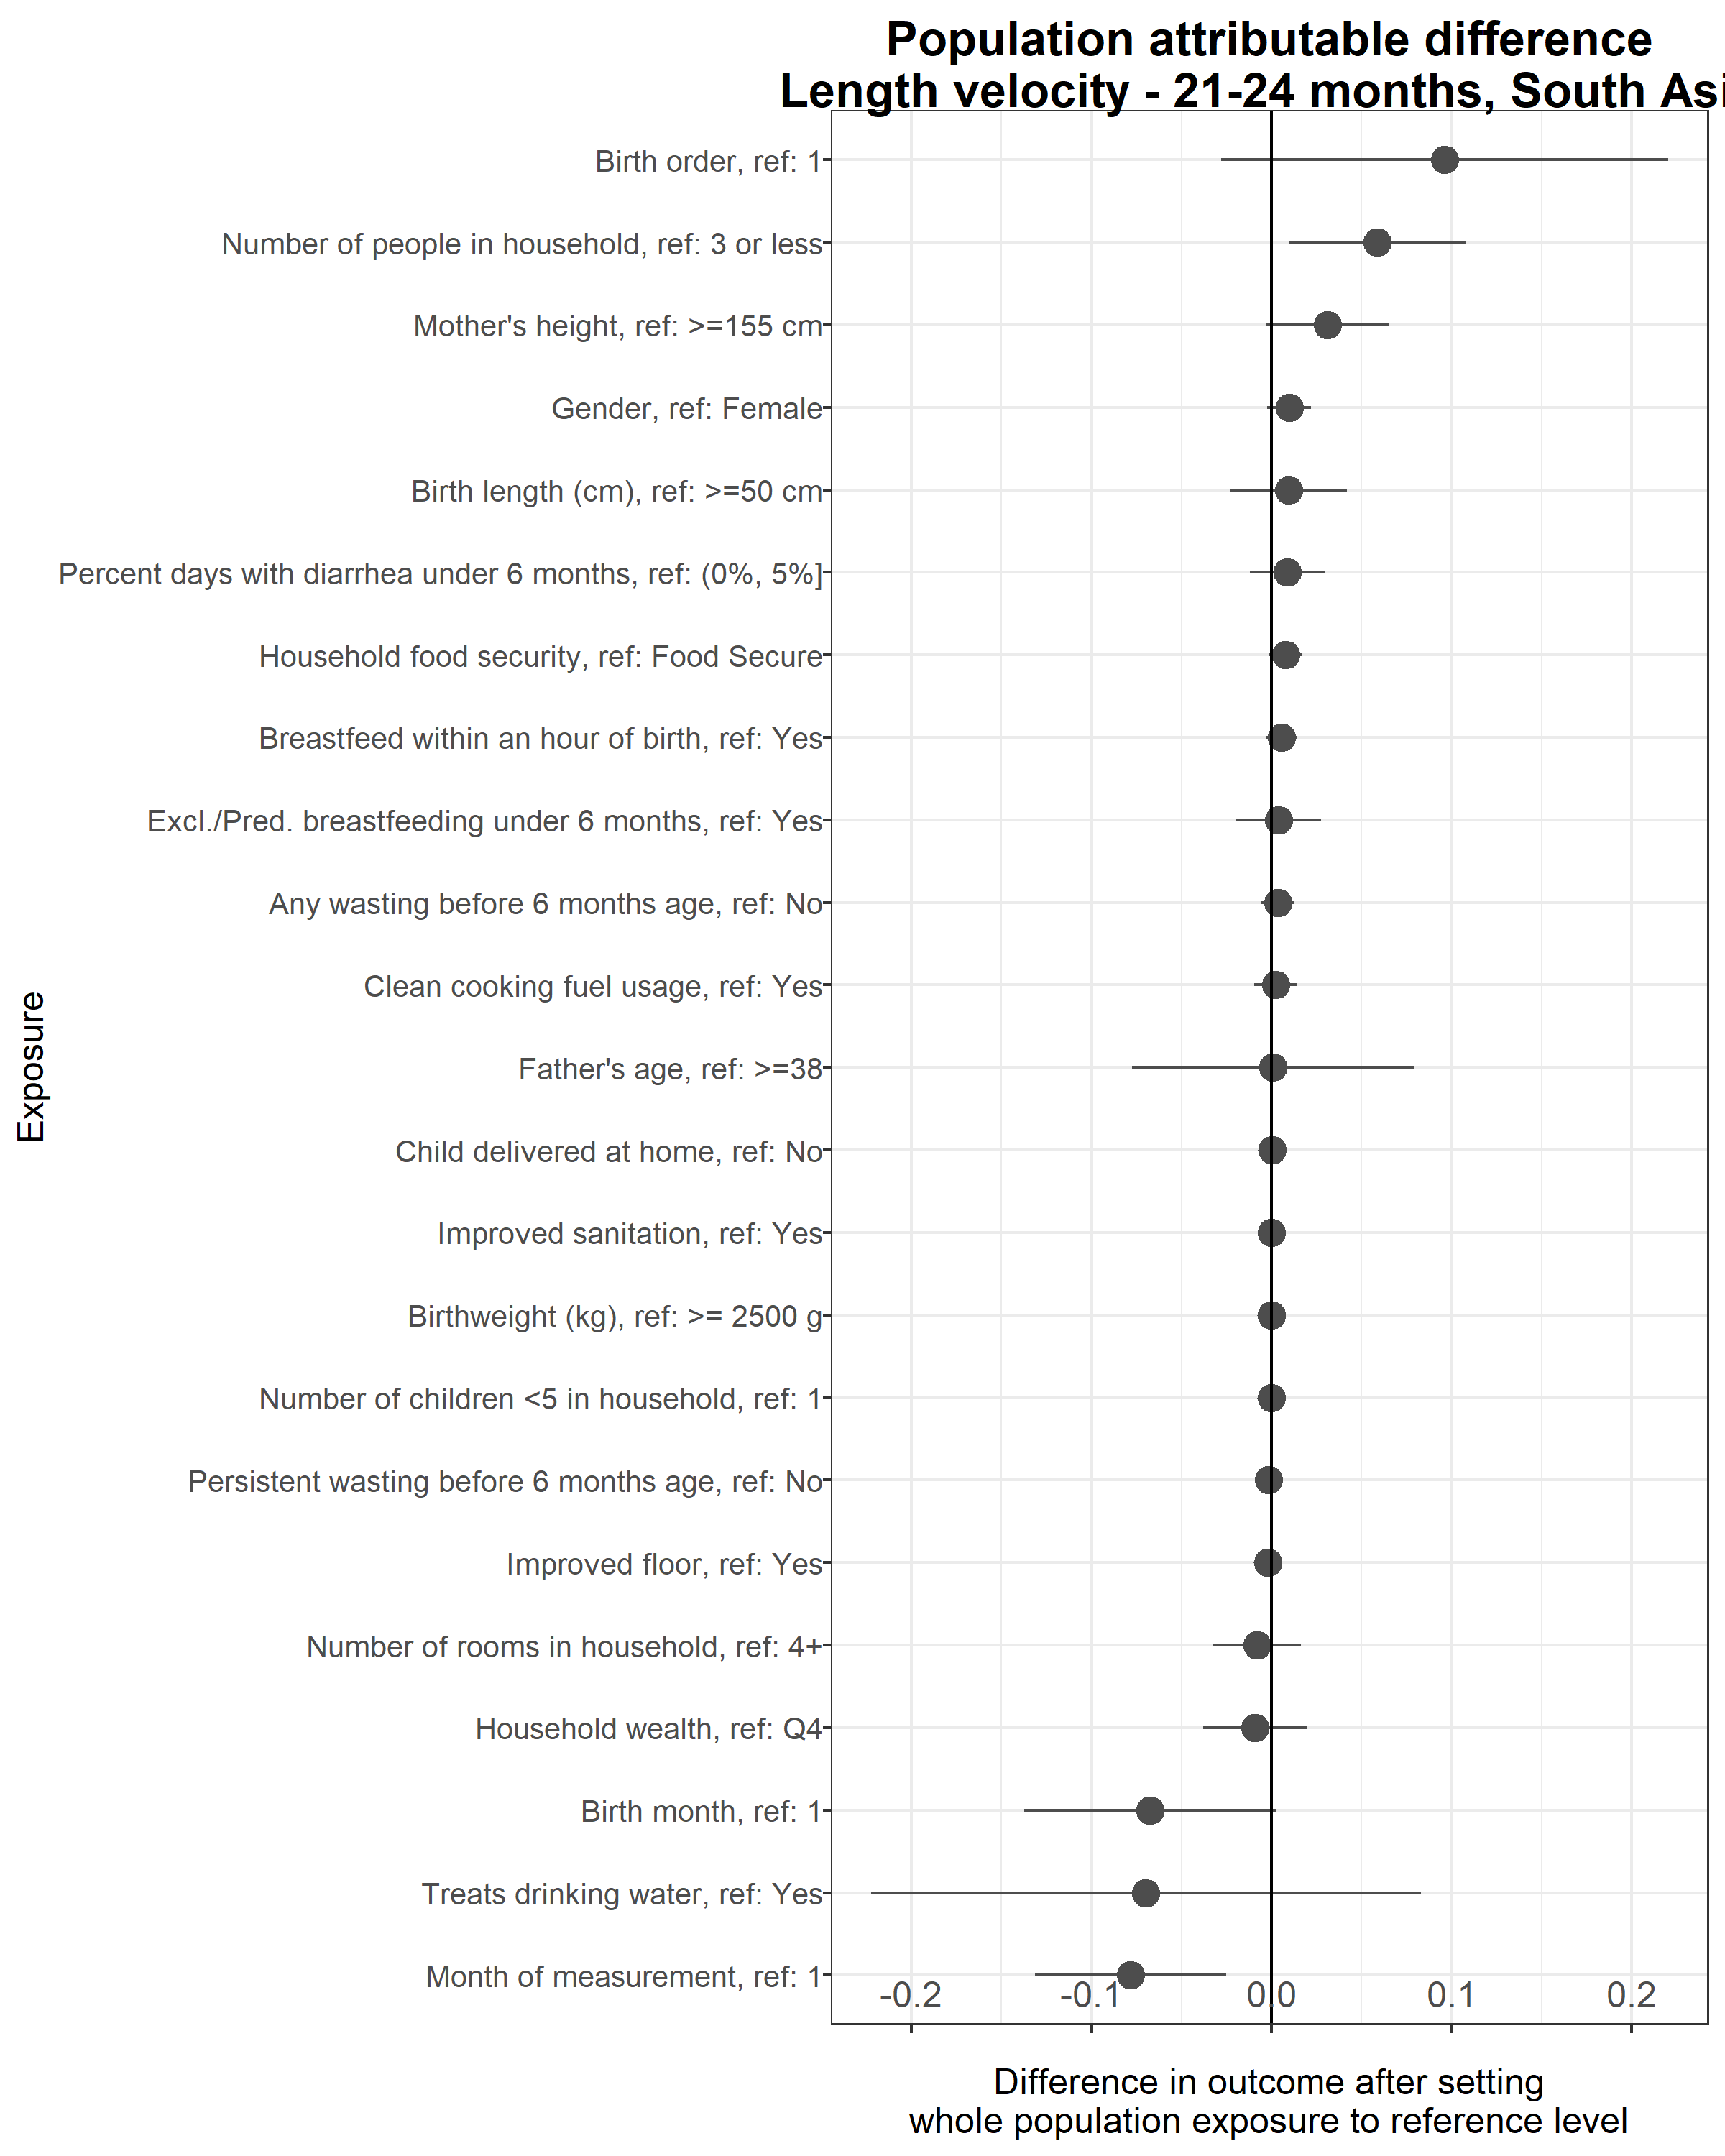 Population attributable difference
Length velocity - 21-24 months, South Asi
Birth order, ref: 1
Number of people in household, ref: 3 or less
Mother's height, ref: >=155 cm
Gender, ref: Female
Birth length (cm), ref: >=50 cm
Percent days with diarrhea under 6 months, ref: (0%, 5%]
Household food security, ref: Food Secure
Breastfeed within an hour of birth, ref: Yes
Excl./Pred. breastfeeding under 6 months, ref: Yes
Any wasting before 6 months age, ref: No
Clean cooking fuel usage, ref: Yes
Father's age, ref: >=38
Child delivered at home, ref: No
Improved sanitation, ref: Yes
Birthweight (kg), ref: >= 2500 g
Number of children <5 in household, ref: 1
Persistent wasting before 6 months age, ref: No
Improved floor, ref: Yes
Number of rooms in household, ref: 4+
Household wealth, ref: Q4
Birth month, ref: 1
Treats drinking water, ref: Yes
Month of measurement, ref: 1
Exposure
-0.2 -0.1 0.0 0.1 0.2
Difference in outcome after setting
whole population exposure to reference level